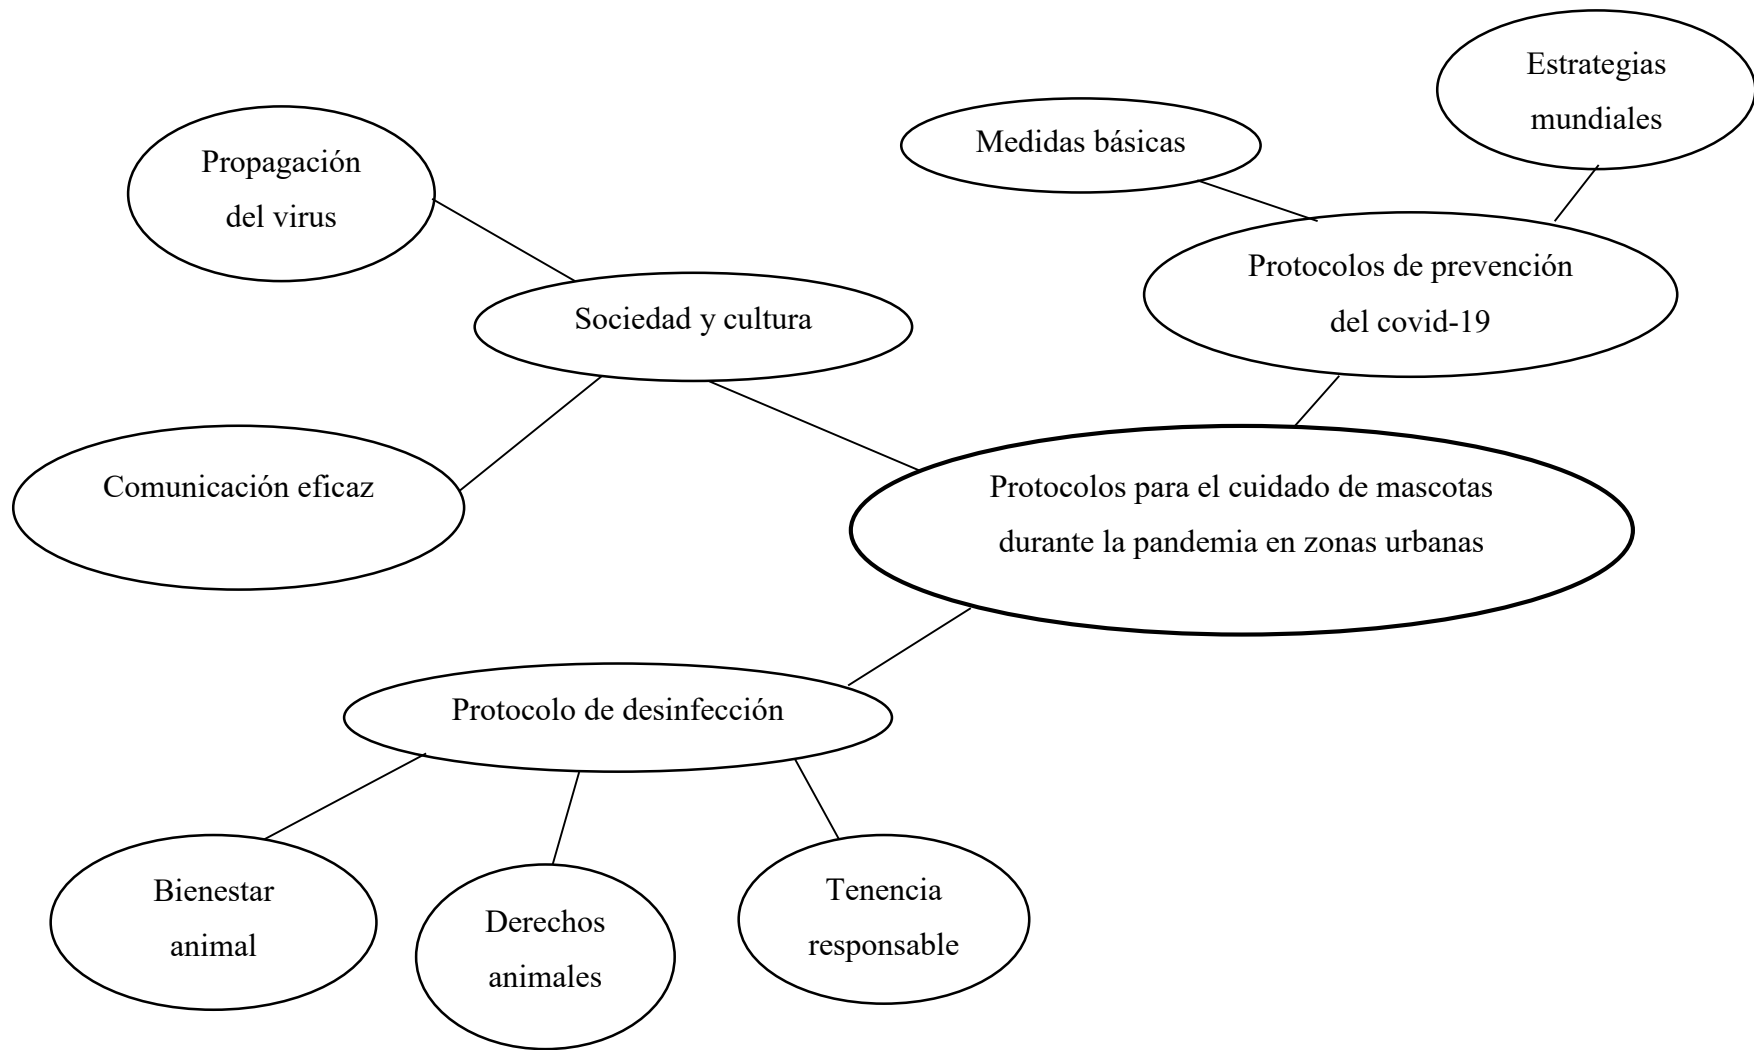 Estrategias
mundiales
Medidas básicas
Propagación
del virus
Protocolos de prevención
del covid-19
Sociedad y cultura
Comunicación eficaz
Protocolos para el cuidado de mascotas
durante la pandemia en zonas urbanas
Protocolo de desinfección
Bienestar
animal
Derechos
animales
Tenencia
responsable